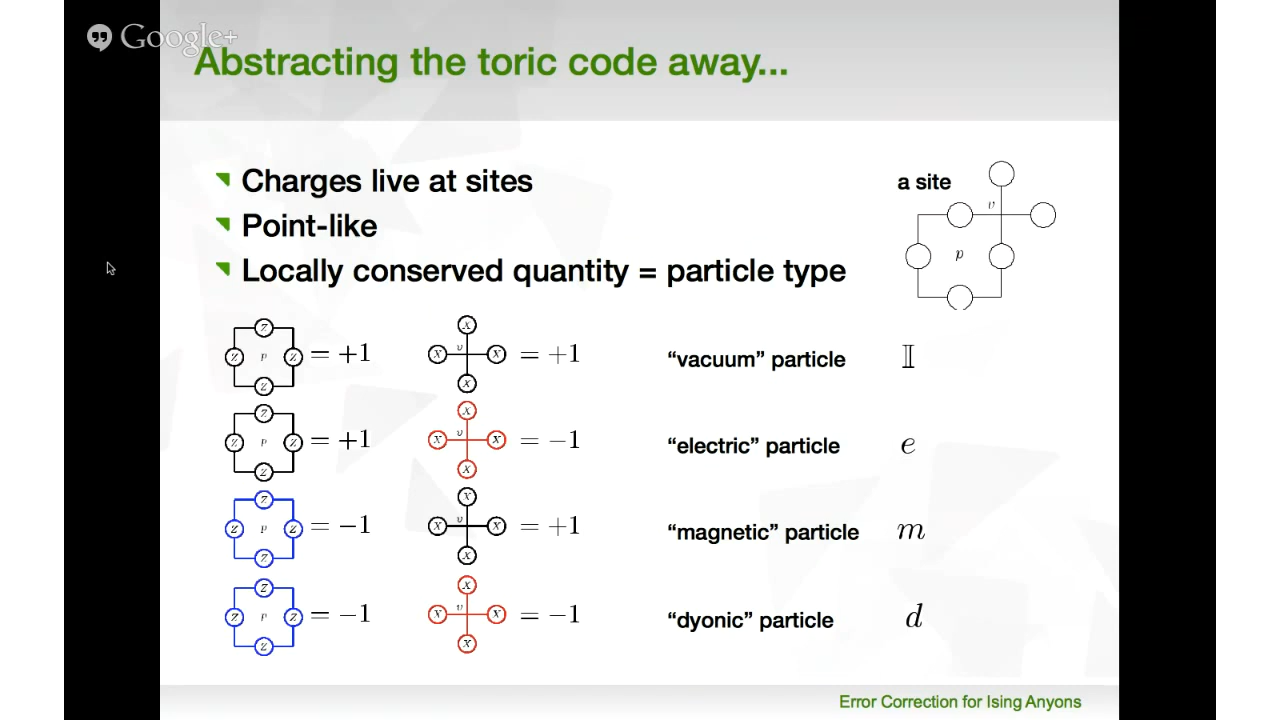 Google+
Abstracting the toric code away...
Charges live at sites
Point-like
Locally conserved quantity = particle type
a site
v
p
Z
Z p Z = +1
Z
X
X v X = +1
X
"vacuum" particle 𝕀
Z
Z p Z = +1
Z
X
X v X = −1
X
"electric" particle e
Z
Z p Z = −1
Z
X
X v X = +1
X
"magnetic" particle m
Z
Z p Z = −1
Z
X
X v X = −1
X
"dyonic" particle d
Error Correction for Ising Anyons